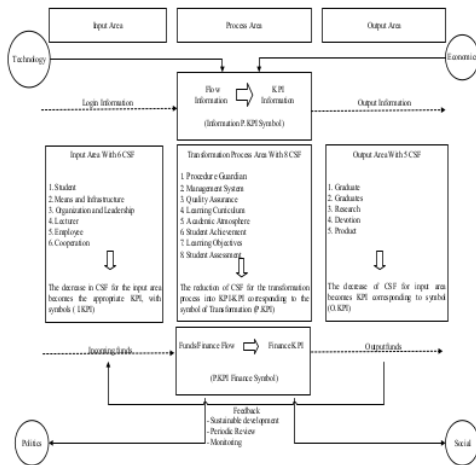 Input Area
Process Area
Output Area
Technology
Economic
Flow
Information
KPI
Information
(Information P.KPI Symbol)
Login Information
Output Information
Input Area With 6 CSF
1. Student
2. Means and Infrastructure
3. Organization and Leadership
4. Lecturer
5. Employee
6. Cooperation
The decrease in CSF for the input area
becomes the appropriate KPI, with
symbols ( I.KPI)
Transformation Process Area With 8 CSF
1. Procedure Guardian
2. Management System
3. Quality Assurance
4. Learning Curriculum
5. Academic Atmosphere
6. Student Achievement
7. Learning Objectives
8. Student Assessment
The reduction of CSF for the transformation
process into KPI-KPI corresponding to the
symbol of Transformation (P.KPI)
Output Area With 5 CSF
1. Graduate
2. Graduates
3. Research
4. Devotion
5. Product
The decrease of CSF for input area
becomes KPI corresponding to symbol
(O.KPI)
Incoming funds
Funds/Finance Flow
Finance KPI
(P.KPI Finance Symbol)
Output funds
Feedback
- Sustainable development
- Periodic Review
- Monitoring
Politics
Social